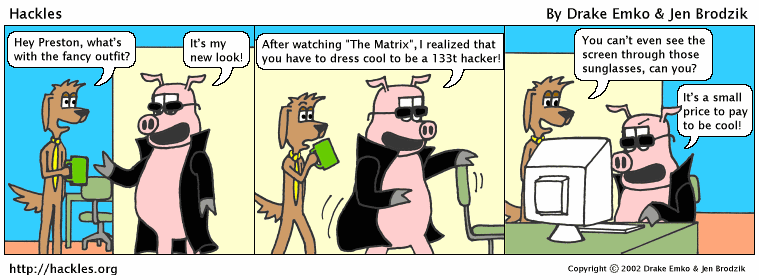 Hackles
By Drake Emko & Jen Brodzik
Hey Preston, what's
with the fancy outfit?
It's my
new look!
After watching "The Matrix", I realized that
you have to dress cool to be a 133t hacker!
You can't even see the
screen through those
sunglasses, can you?
It's a small
price to pay
to be cool!
http://hackles.org
Copyright © 2002 Drake Emko & Jen Brodzik